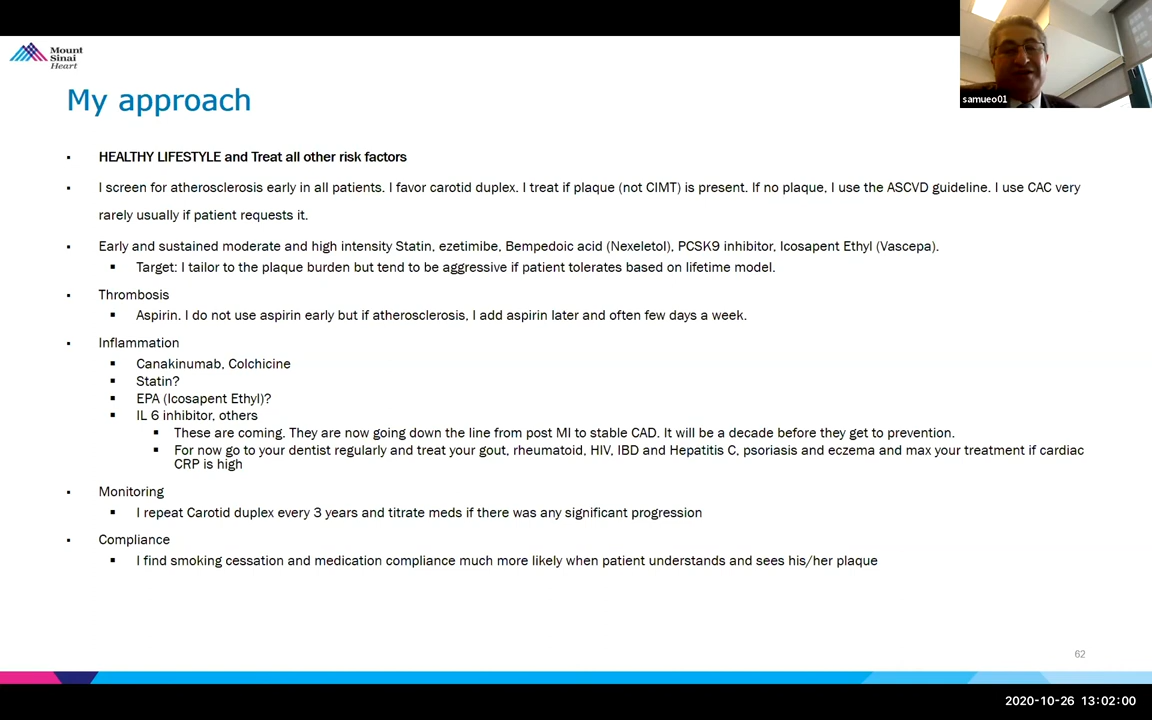 Mount
Sinai
Heart
samueo01
My approach
▪ HEALTHY LIFESTYLE and Treat all other risk factors
▪ I screen for atherosclerosis early in all patients. I favor carotid duplex. I treat if plaque (not CIMT) is present. If no plaque, I use the ASCVD guideline. I use CAC very
rarely usually if patient requests it.
▪ Early and sustained moderate and high intensity Statin, ezetimibe, Bempedoic acid (Nexeletol), PCSK9 inhibitor, Icosapent Ethyl (Vascepa).
▪ Target: I tailor to the plaque burden but tend to be aggressive if patient tolerates based on lifetime model.
▪ Thrombosis
▪ Aspirin. I do not use aspirin early but if atherosclerosis, I add aspirin later and often few days a week.
▪ Inflammation
▪ Canakinumab, Colchicine
▪ Statin?
▪ EPA (Icosapent Ethyl)?
▪ IL 6 inhibitor, others
▪ These are coming. They are now going down the line from post MI to stable CAD. It will be a decade before they get to prevention.
▪ For now go to your dentist regularly and treat your gout, rheumatoid, HIV, IBD and Hepatitis C, psoriasis and eczema and max your treatment if cardiac
CRP is high
▪ Monitoring
▪ I repeat Carotid duplex every 3 years and titrate meds if there was any significant progression
▪ Compliance
▪ I find smoking cessation and medication compliance much more likely when patient understands and sees his/her plaque
62
2020-10-26 13:02:00